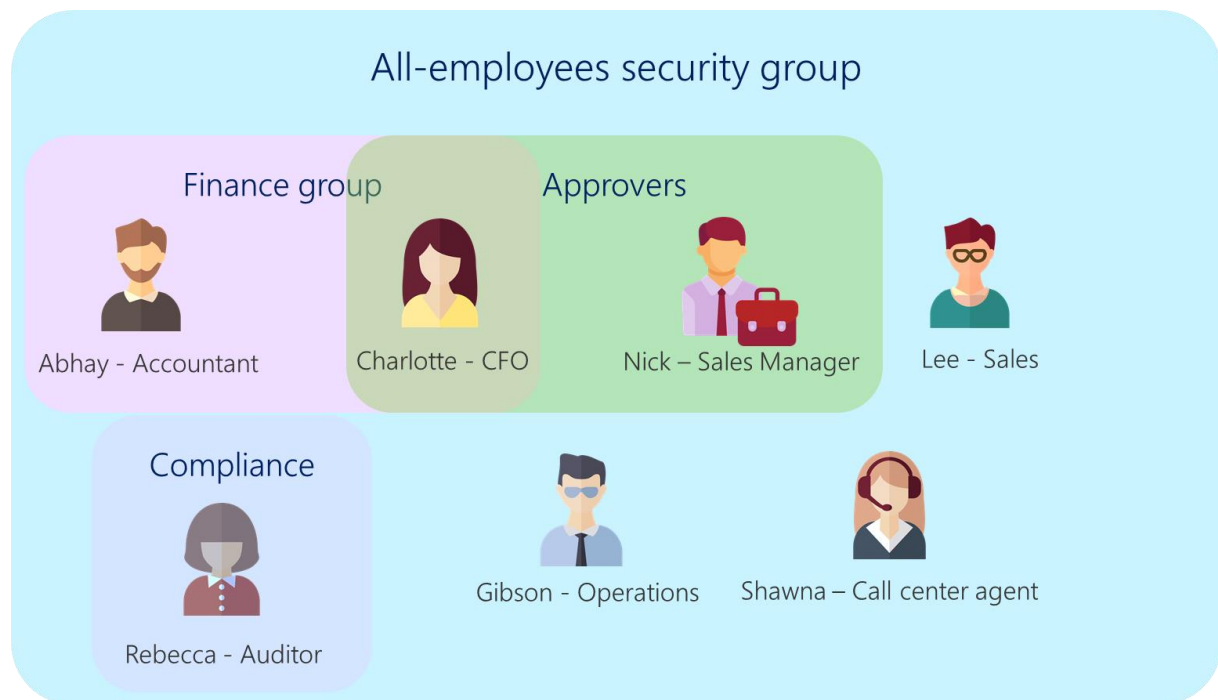 All-employees security group
Finance group
Approvers
Abhay - Accountant
Charlotte - CFO
Nick – Sales Manager
Lee - Sales
Compliance
Rebecca - Auditor
Gibson - Operations
Shawna – Call center agent